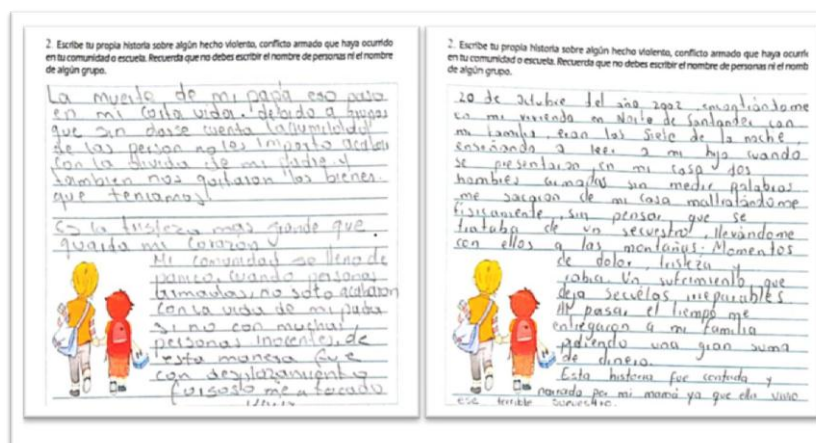 2. Escribe tu propia historia sobre algún hecho violento, conflicto armado que haya ocurrido
en tu comunidad o escuela. Recuerda que no debes escribir el nombre de personas ni el nombre
de algún grupo.
La muerte de mi papá eso paso
en mi corta vida. debido a grupos
que sin darse cuenta la humildad
de las person no les importo acabar
con la vida de mi padre y
tambien nos quitaron los bienes.
que teniamos.
Es la tristeza mas grande que
guarda mi corazon.
Mi comunidad se lleno de
panico, cuando personas
armadas, no solo acabaron
con la vida de mi padre
si no con muchas
personas inocentes, de
esta manera fue
con desplazamiento
forsoso me a tocado
2. Escribe tu propia historia sobre algún hecho violento, conflicto armado que haya ocurri
en tu comunidad o escuela. Recuerda que no debes escribir el nombre de personas ni el nomb
de algún grupo.
20 de octubre del año 2002 encontrándome
en mi vivienda en Norte de Santander con
mi familia, eran las siete de la noche,
enseñando a leer a mi hijo cuando
se presentaron en mi casa dos
hombres armados sin medir palabras
me sacaron de mi casa maltratándome
físicamente, sin pensar que se
trataba de un secuestro, llevándome
con ellos a las montañas. Momentos
de dolor, tristeza y
rabia. Un sufrimiento que
deja secuelas irreparables
Al pasar el tiempo me
entregaron a mi familia
pidiendo una gran suma
de dinero.
Esta historia fue contada y
narrada por mi mamá ya que ella vivio
ese terrible secuestro.